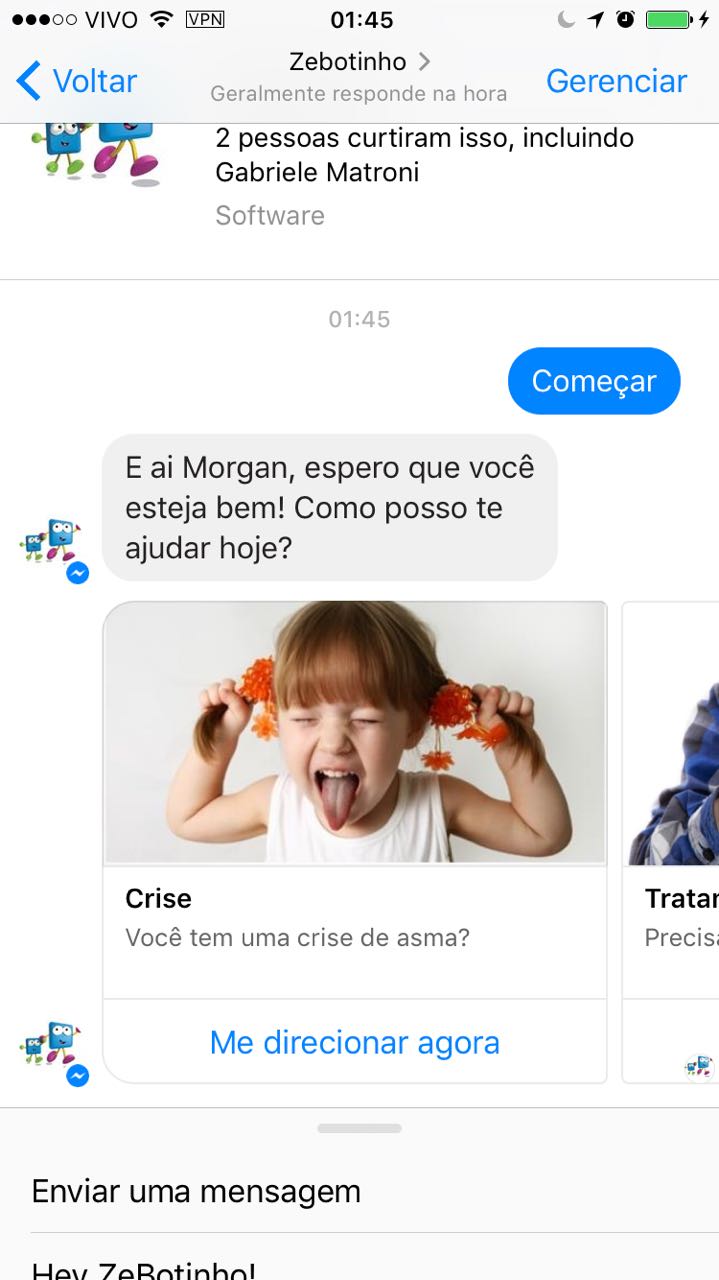 VIVO VPN 01:45
Voltar
Zebotinho
Gerenciar
Geralmente responde na hora
2 pessoas curtiram isso, incluindo
Gabriele Matroni
Software
01:45
Começar
E ai Morgan, espero que você
esteja bem! Como posso te
ajudar hoje?
Crise
Você tem uma crise de asma?
Me direcionar agora
Enviar uma mensagem
Hey ZeBotinho!